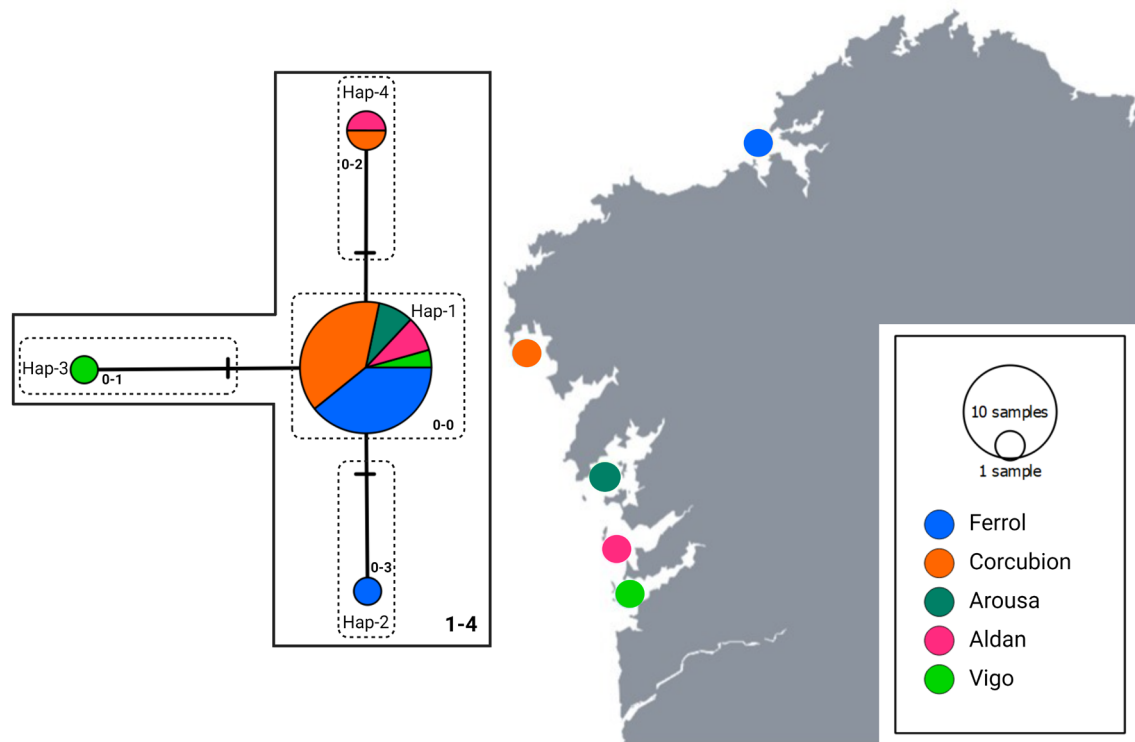 Hap-4
0-2
Hap-1
Hap-3
0-1
0-0
0-3
Hap-2
1-4
10 samples
1 sample
Ferrol
Corcubion
Arousa
Aldan
Vigo